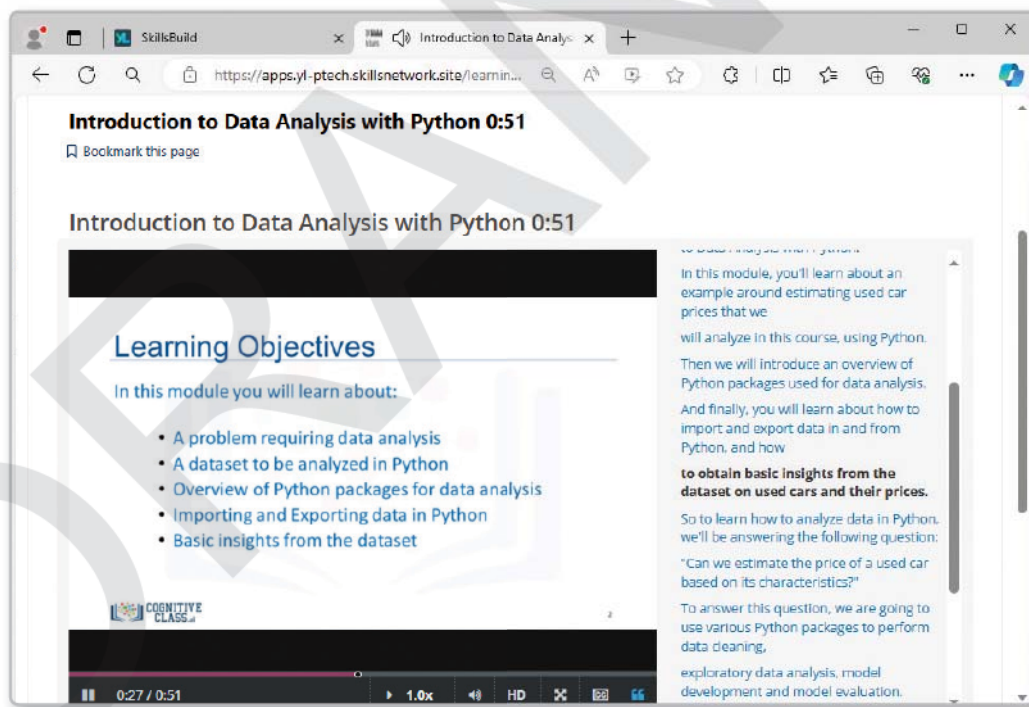 SkillsBuild
Introduction to Data Analys
https://apps.yl-ptech.skillsnetwork.site/learnin...
Introduction to Data Analysis with Python 0:51
Bookmark this page
Introduction to Data Analysis with Python 0:51
Learning Objectives
In this module you will learn about:
• A problem requiring data analysis
• A dataset to be analyzed in Python
• Overview of Python packages for data analysis
• Importing and Exporting data in Python
• Basic insights from the dataset
COGNITIVE
CLASS.ai
2
0:27 / 0:51
1.0x
HD
to Data Analysis with Python.
In this module, you'll learn about an
example around estimating used car
prices that we
will analyze in this course, using Python.
Then we will introduce an overview of
Python packages used for data analysis.
And finally, you will learn about how to
import and export data in and from
Python, and how
to obtain basic insights from the
dataset on used cars and their prices.
So to learn how to analyze data in Python,
we'll be answering the following question:
"Can we estimate the price of a used car
based on its characteristics?"
To answer this question, we are going to
use various Python packages to perform
data cleaning,
exploratory data analysis, model
development and model evaluation.